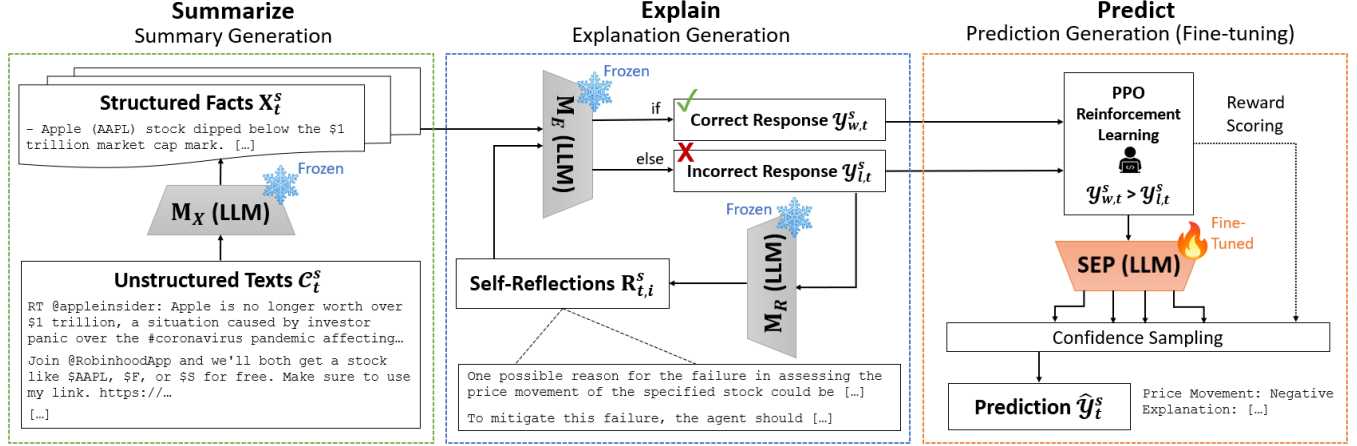 Summarize
Summary Generation
Structured Facts X_t^s
- Apple (AAPL) stock dipped below the $1
trillion market cap mark. […]
Frozen
M_X (LLM)
Unstructured Texts C_t^s
RT @appleinsider: Apple is no longer worth over
$1 trillion, a situation caused by investor
panic over the #coronavirus pandemic affecting…
Join @RobinhoodApp and we'll both get a stock
like $AAPL, $F, or $S for free. Make sure to use
my link. https://…
[…]
Explain
Explanation Generation
Frozen
M_E (LLM)
if
Correct Response y_{w,t}^s
else
Incorrect Response y_{l,t}^s
Frozen
M_R (LLM)
Self-Reflections R_{t,i}^s
One possible reason for the failure in assessing the
price movement of the specified stock could be […]
To mitigate this failure, the agent should […]
Predict
Prediction Generation (Fine-tuning)
PPO
Reinforcement
Learning
y_{w,t}^s > y_{l,t}^s
Reward
Scoring
Fine-
Tuned
SEP (LLM)
Confidence Sampling
Prediction ŷ_t^s
Price Movement: Negative
Explanation: […]